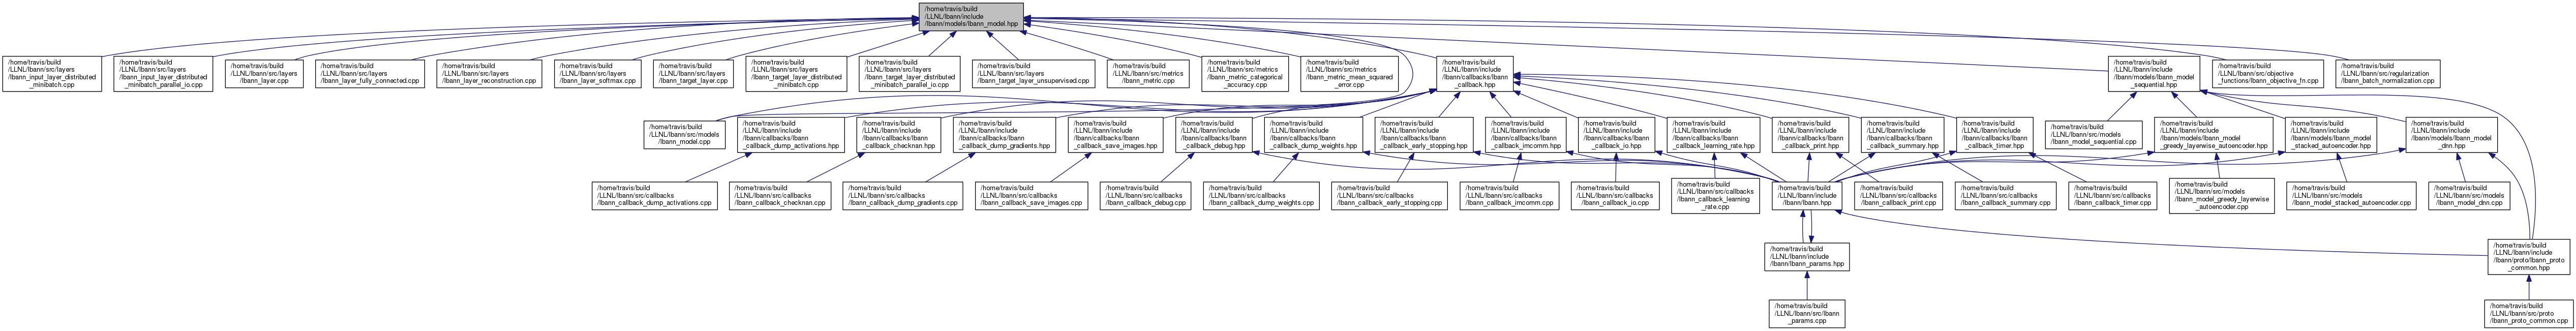 /home/travis/build
/LLNL/lbann/include
/lbann/models/lbann_model.hpp
/home/travis/build
/LLNL/lbann/src/layers
/lbann_input_layer_distributed
_minibatch.cpp
/home/travis/build
/LLNL/lbann/src/layers
/lbann_input_layer_distributed
_minibatch_parallel_io.cpp
/home/travis/build
/LLNL/lbann/src/layers
/lbann_layer.cpp
/home/travis/build
/LLNL/lbann/src/layers
/lbann_layer_fully_connected.cpp
/home/travis/build
/LLNL/lbann/src/layers
/lbann_layer_reconstruction.cpp
/home/travis/build
/LLNL/lbann/src/layers
/lbann_layer_softmax.cpp
/home/travis/build
/LLNL/lbann/src/layers
/lbann_target_layer.cpp
/home/travis/build
/LLNL/lbann/src/layers
/lbann_target_layer_distributed
_minibatch.cpp
/home/travis/build
/LLNL/lbann/src/layers
/lbann_target_layer_distributed
_minibatch_parallel_io.cpp
/home/travis/build
/LLNL/lbann/src/layers
/lbann_target_layer_unsupervised.cpp
/home/travis/build
/LLNL/lbann/src/metrics
/lbann_metric.cpp
/home/travis/build
/LLNL/lbann/src/metrics
/lbann_metric_categorical
_accuracy.cpp
/home/travis/build
/LLNL/lbann/src/metrics
/lbann_metric_mean_squared
_error.cpp
/home/travis/build
/LLNL/lbann/include
/lbann/callbacks/lbann
_callback.hpp
/home/travis/build
/LLNL/lbann/include
/lbann/models/lbann_model
_sequential.hpp
/home/travis/build
/LLNL/lbann/src/objective
_functions/lbann_objective_fn.cpp
/home/travis/build
/LLNL/lbann/src/regularization
/lbann_batch_normalization.cpp
/home/travis/build
/LLNL/lbann/src/models
/lbann_model.cpp
/home/travis/build
/LLNL/lbann/include
/lbann/callbacks/lbann
_callback_dump_activations.hpp
/home/travis/build
/LLNL/lbann/include
/lbann/callbacks/lbann
_callback_checknan.hpp
/home/travis/build
/LLNL/lbann/include
/lbann/callbacks/lbann
_callback_dump_gradients.hpp
/home/travis/build
/LLNL/lbann/include
/lbann/callbacks/lbann
_callback_save_images.hpp
/home/travis/build
/LLNL/lbann/include
/lbann/callbacks/lbann
_callback_debug.hpp
/home/travis/build
/LLNL/lbann/include
/lbann/callbacks/lbann
_callback_dump_weights.hpp
/home/travis/build
/LLNL/lbann/include
/lbann/callbacks/lbann
_callback_early_stopping.hpp
/home/travis/build
/LLNL/lbann/include
/lbann/callbacks/lbann
_callback_imcomm.hpp
/home/travis/build
/LLNL/lbann/include
/lbann/callbacks/lbann
_callback_io.hpp
/home/travis/build
/LLNL/lbann/include
/lbann/callbacks/lbann
_callback_learning_rate.hpp
/home/travis/build
/LLNL/lbann/include
/lbann/callbacks/lbann
_callback_print.hpp
/home/travis/build
/LLNL/lbann/include
/lbann/callbacks/lbann
_callback_summary.hpp
/home/travis/build
/LLNL/lbann/include
/lbann/callbacks/lbann
_callback_timer.hpp
/home/travis/build
/LLNL/lbann/src/models
/lbann_model_sequential.cpp
/home/travis/build
/LLNL/lbann/include
/lbann/models/lbann_model
_greedy_layerwise_autoencoder.hpp
/home/travis/build
/LLNL/lbann/include
/lbann/models/lbann_model
_stacked_autoencoder.hpp
/home/travis/build
/LLNL/lbann/include
/lbann/models/lbann_model
_dnn.hpp
/home/travis/build
/LLNL/lbann/src/callbacks
/lbann_callback_dump_activations.cpp
/home/travis/build
/LLNL/lbann/src/callbacks
/lbann_callback_checknan.cpp
/home/travis/build
/LLNL/lbann/src/callbacks
/lbann_callback_dump_gradients.cpp
/home/travis/build
/LLNL/lbann/src/callbacks
/lbann_callback_save_images.cpp
/home/travis/build
/LLNL/lbann/src/callbacks
/lbann_callback_debug.cpp
/home/travis/build
/LLNL/lbann/src/callbacks
/lbann_callback_dump_weights.cpp
/home/travis/build
/LLNL/lbann/src/callbacks
/lbann_callback_early_stopping.cpp
/home/travis/build
/LLNL/lbann/src/callbacks
/lbann_callback_imcomm.cpp
/home/travis/build
/LLNL/lbann/src/callbacks
/lbann_callback_io.cpp
/home/travis/build
/LLNL/lbann/src/callbacks
/lbann_callback_learning
_rate.cpp
/home/travis/build
/LLNL/lbann/include
/lbann/lbann.hpp
/home/travis/build
/LLNL/lbann/src/callbacks
/lbann_callback_print.cpp
/home/travis/build
/LLNL/lbann/src/callbacks
/lbann_callback_summary.cpp
/home/travis/build
/LLNL/lbann/src/callbacks
/lbann_callback_timer.cpp
/home/travis/build
/LLNL/lbann/src/models
/lbann_model_greedy_layerwise
_autoencoder.cpp
/home/travis/build
/LLNL/lbann/src/models
/lbann_model_stacked_autoencoder.cpp
/home/travis/build
/LLNL/lbann/src/models
/lbann_model_dnn.cpp
/home/travis/build
/LLNL/lbann/include
/lbann/lbann_params.hpp
/home/travis/build
/LLNL/lbann/include
/lbann/proto/lbann_proto
_common.hpp
/home/travis/build
/LLNL/lbann/src/lbann
_params.cpp
/home/travis/build
/LLNL/lbann/src/proto
/lbann_proto_common.cpp